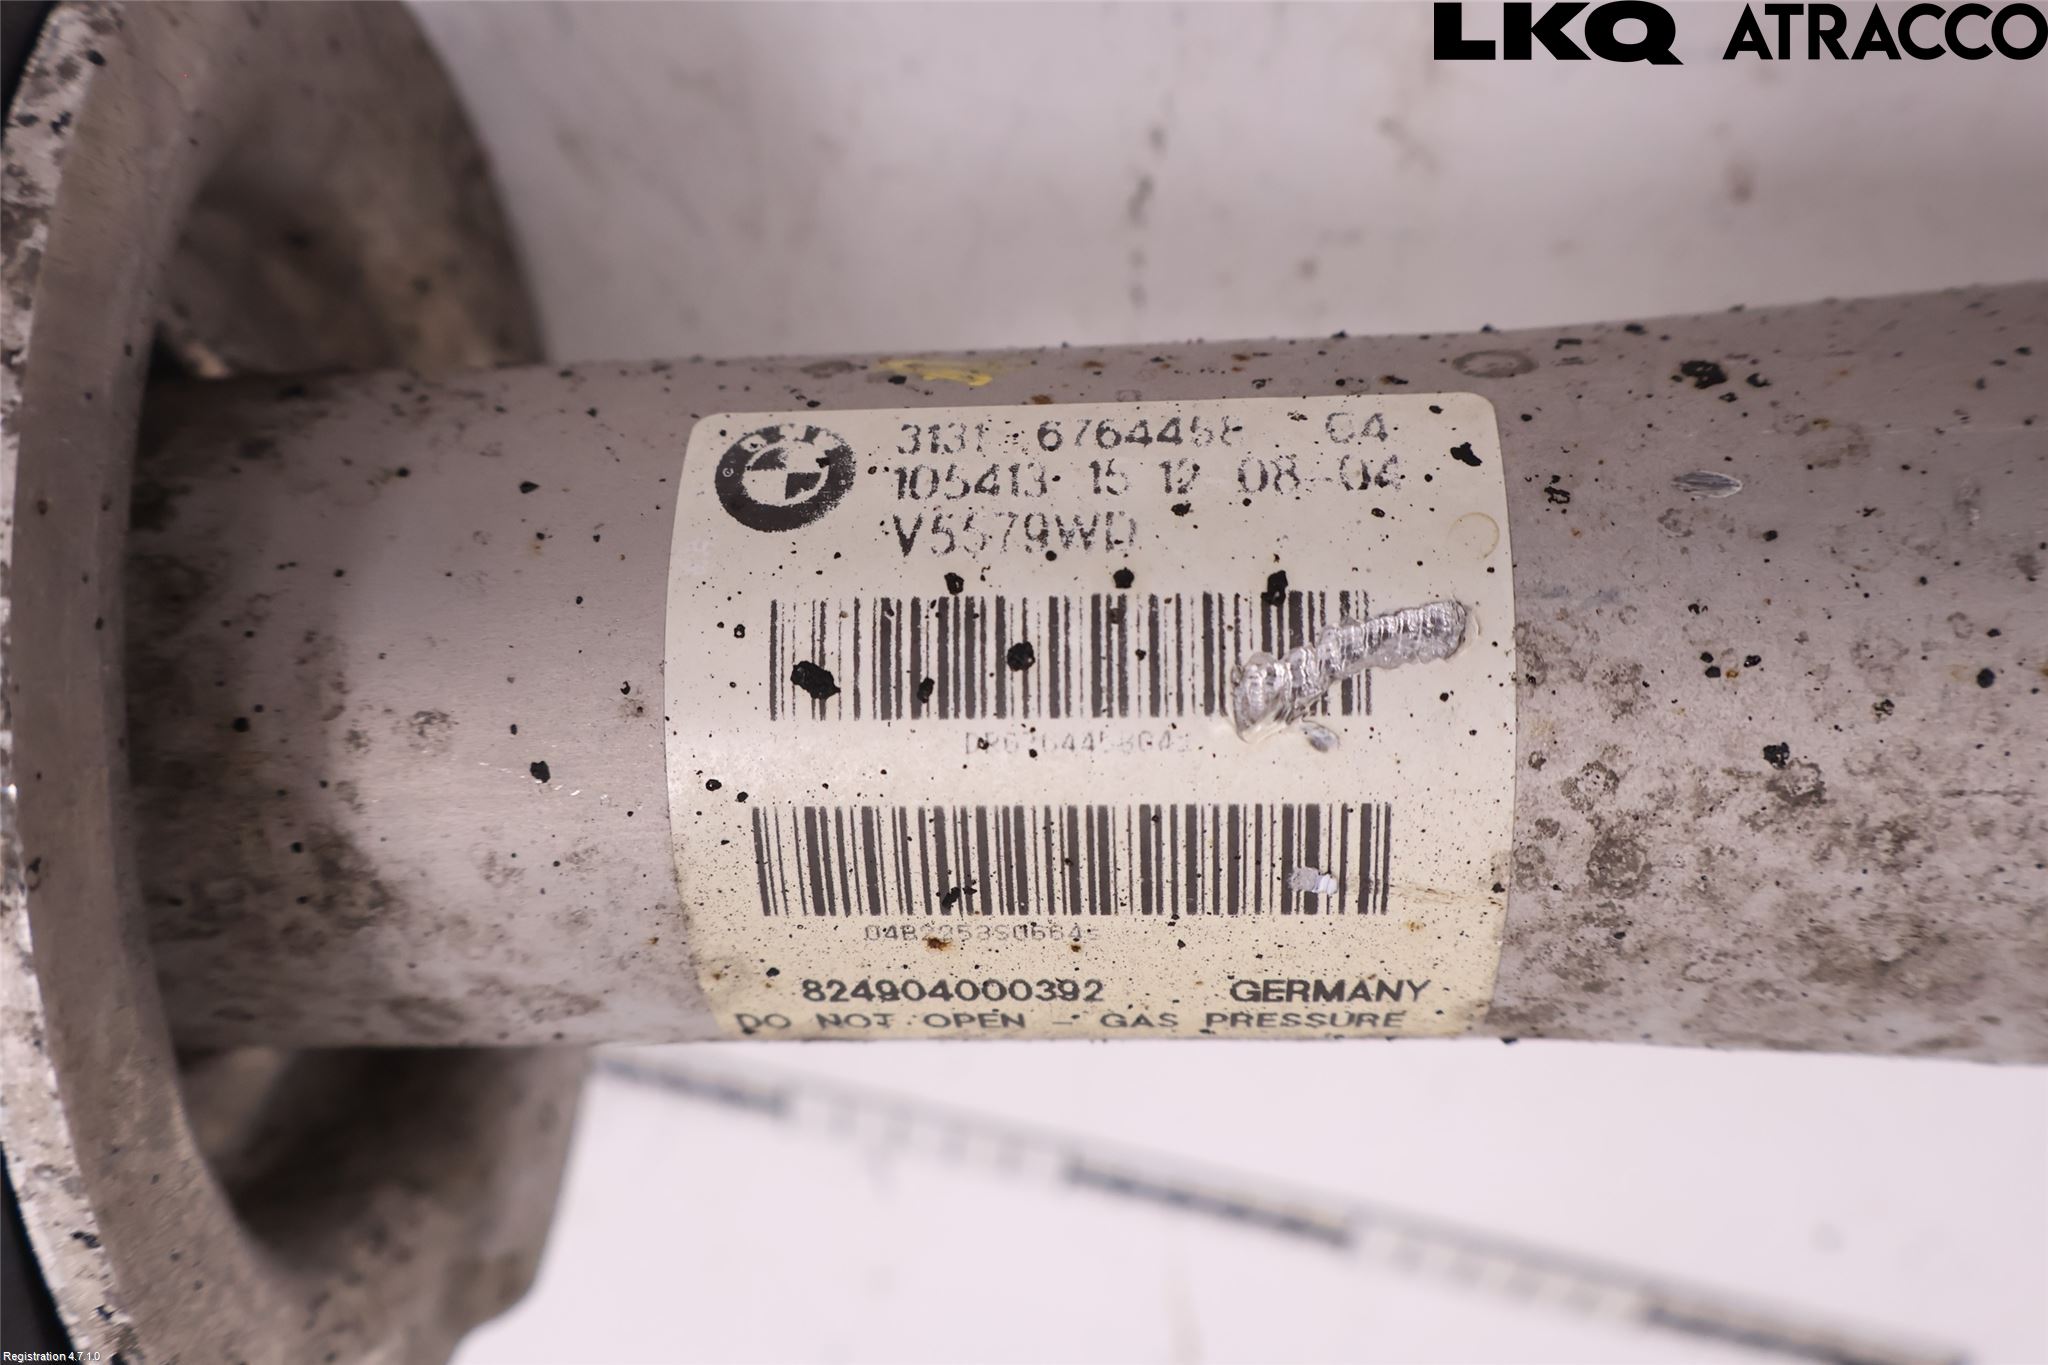 LKQ ATRACCO
3131 6764458 04
105413 15 12 08-04
V5579WD
824904000392 GERMANY
DO NOT OPEN - GAS PRESSURE
Registration 4.7.1.0